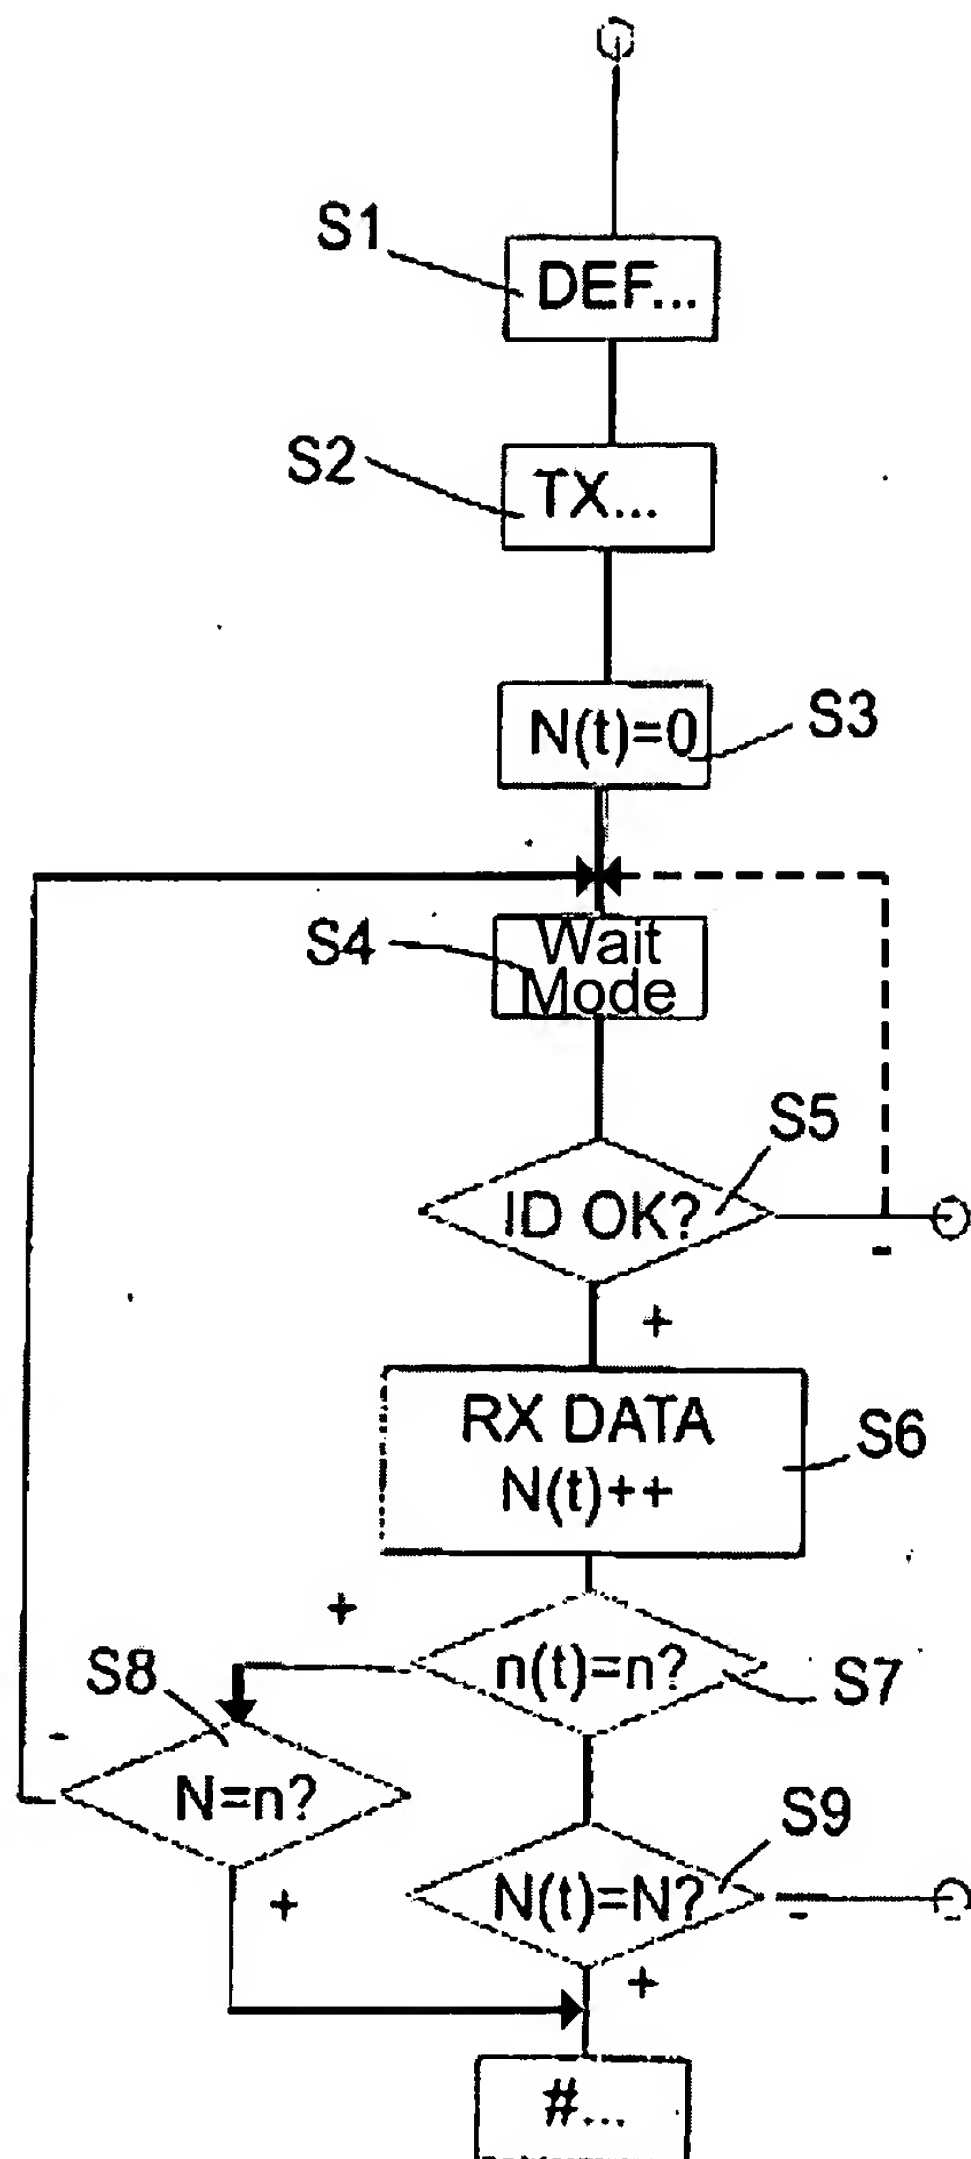 S1
DEF...
S2
TX...
N(t)=0
S3
S4
Wait
Mode
S5
ID OK?
-
+
RX DATA
N(t)++
S6
+
n(t)=n?
S7
S8
-
N=n?
+
S9
N(t)=N?
-
+
#...